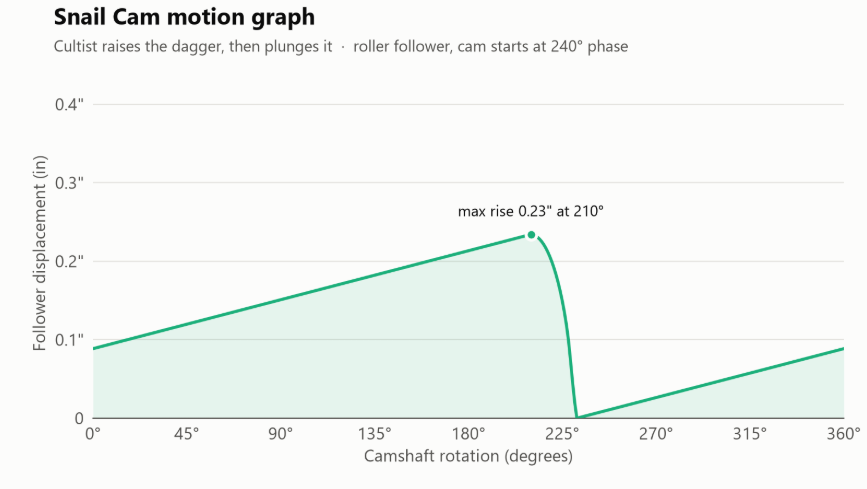 Snail Cam motion graph
Cultist raises the dagger, then plunges it · roller follower, cam starts at 240° phase
0.4"
0.3"
max rise 0.23" at 210°
0.2"
0.1"
0
Follower displacement (in)
0° 45° 90° 135° 180° 225° 270° 315° 360°
Camshaft rotation (degrees)